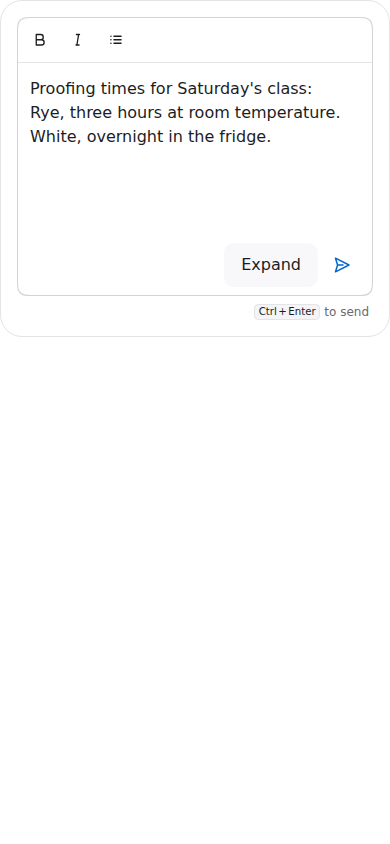 B I
Proofing times for Saturday's class:
Rye, three hours at room temperature.
White, overnight in the fridge.
Expand
Ctrl+Enter to send